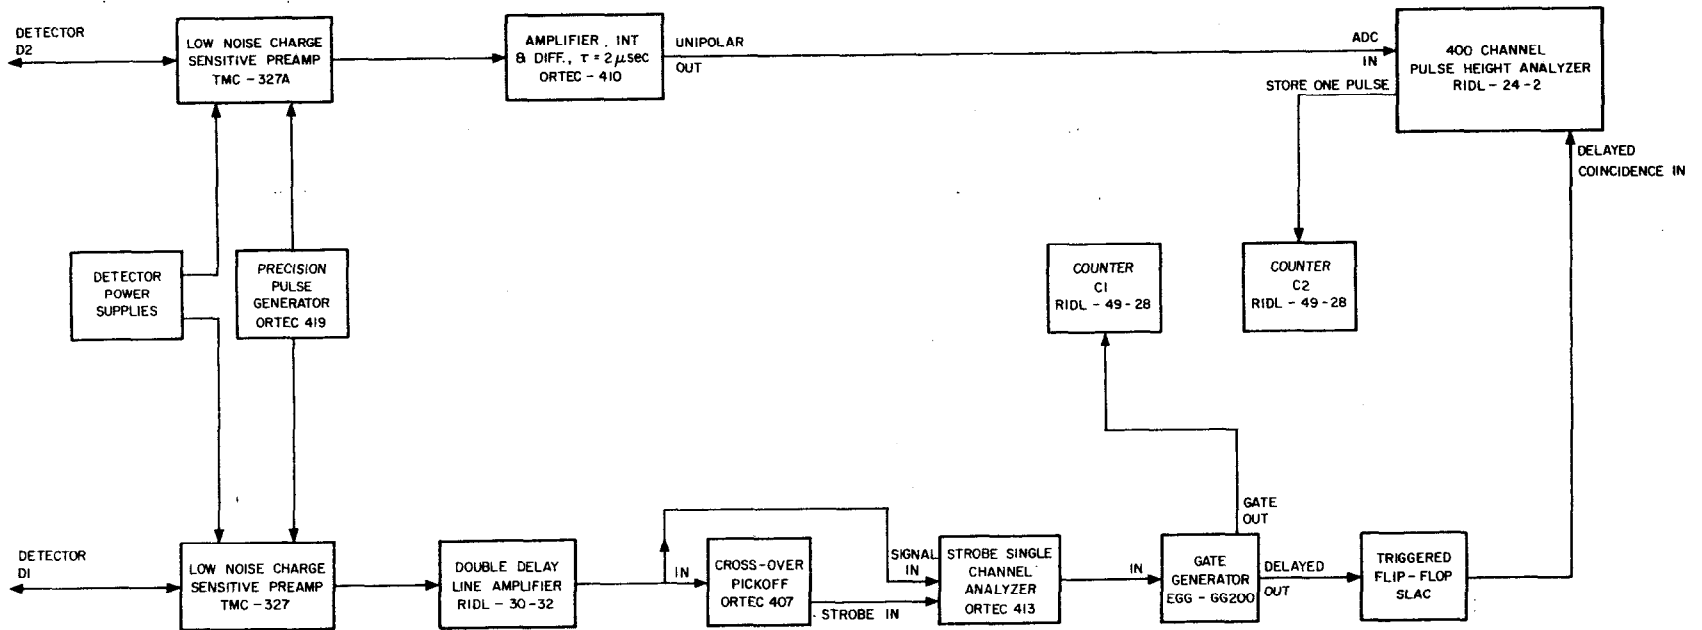 DETECTOR
D2
LOW NOISE CHARGE
SENSITIVE PREAMP
TMC - 327A
AMPLIFIER, INT
& DIFF., τ = 2 μsec
ORTEC - 410
UNIPOLAR
OUT
ADC
IN
400 CHANNEL
PULSE HEIGHT ANALYZER
RIDL - 24 - 2
STORE ONE PULSE
DELAYED
COINCIDENCE IN
DETECTOR
POWER
SUPPLIES
PRECISION
PULSE
GENERATOR
ORTEC 419
COUNTER
C1
RIDL - 49 - 28
COUNTER
C2
RIDL - 49 - 28
DETECTOR
D1
LOW NOISE CHARGE
SENSITIVE PREAMP
TMC - 327
DOUBLE DELAY
LINE AMPLIFIER
RIDL - 30 - 32
IN
CROSS-OVER
PICKOFF
ORTEC 407
STROBE IN
SIGNAL
IN
STROBE SINGLE
CHANNEL
ANALYZER
ORTEC 413
IN
GATE
GENERATOR
EGG - GG200
GATE
OUT
DELAYED
OUT
TRIGGERED
FLIP - FLOP
SLAC